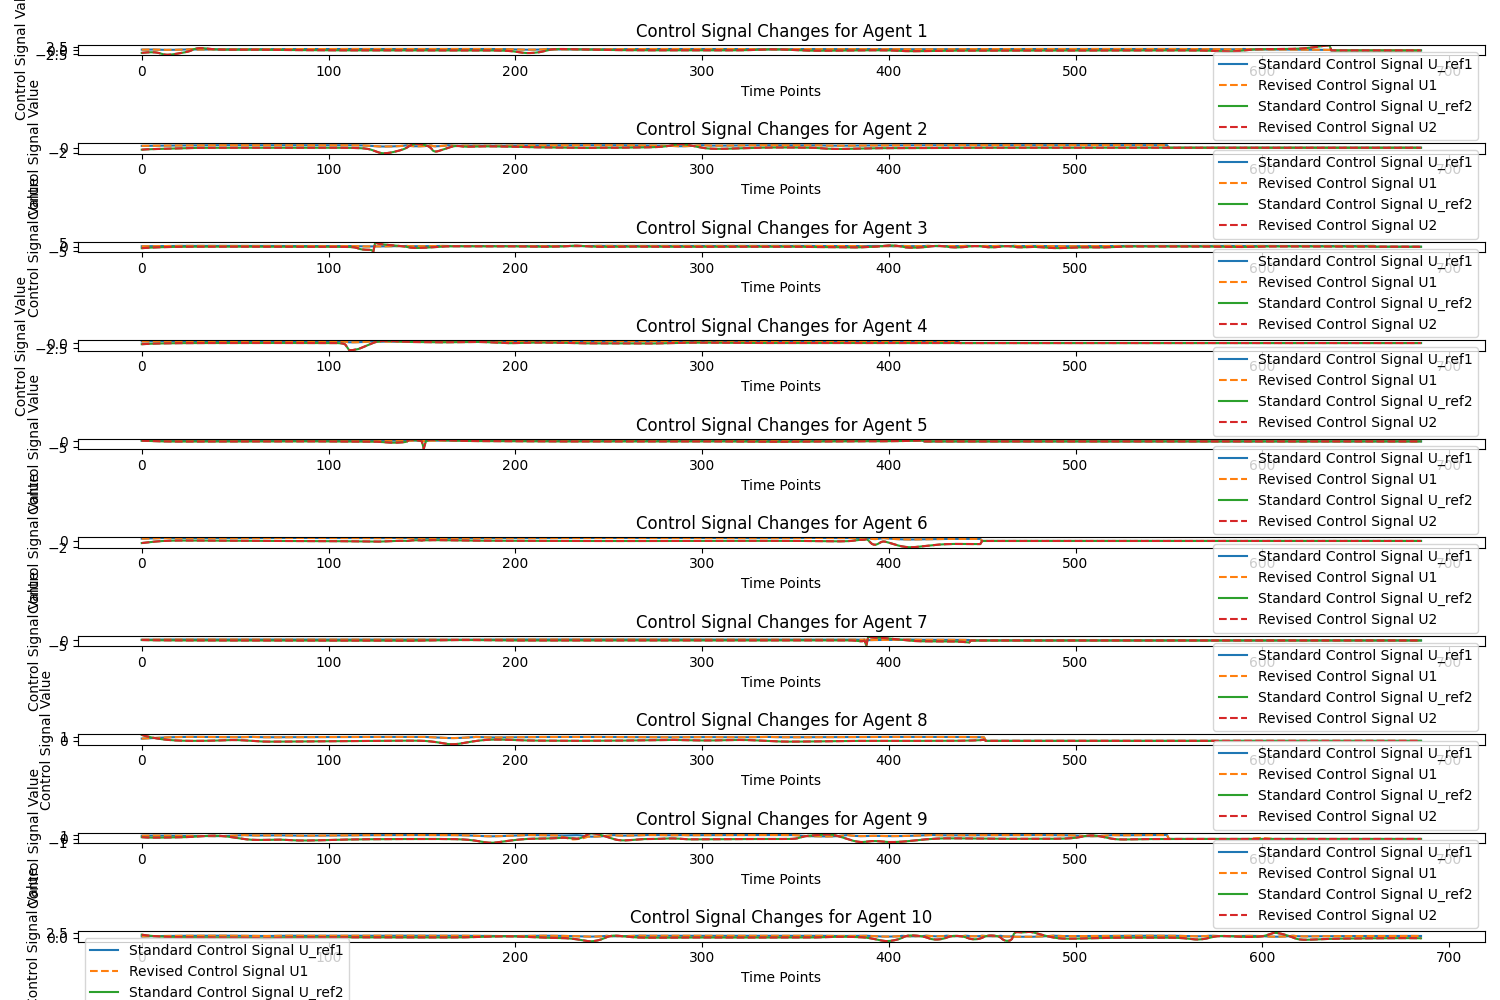 Control Signal Changes for Agent 1
Control Signal Val
2.5
−2.5
0 100 200 300 400 500 600 700
Time Points
Standard Control Signal U_ref1
Revised Control Signal U1
Standard Control Signal U_ref2
Revised Control Signal U2
Control Signal Changes for Agent 2
Control Signal Value
0
−2
0 100 200 300 400 500 600 700
Time Points
Standard Control Signal U_ref1
Revised Control Signal U1
Standard Control Signal U_ref2
Revised Control Signal U2
Control Signal Changes for Agent 3
Control Signal
5
0
−5
0 100 200 300 400 500 600 700
Time Points
Standard Control Signal U_ref1
Revised Control Signal U1
Standard Control Signal U_ref2
Revised Control Signal U2
Control Signal Changes for Agent 4
Control Signal Value
0.0
−2.5
0 100 200 300 400 500 600 700
Time Points
Standard Control Signal U_ref1
Revised Control Signal U1
Standard Control Signal U_ref2
Revised Control Signal U2
Control Signal Changes for Agent 5
Control Signal Value
0
−5
0 100 200 300 400 500 600 700
Time Points
Standard Control Signal U_ref1
Revised Control Signal U1
Standard Control Signal U_ref2
Revised Control Signal U2
Control Signal Changes for Agent 6
Control Signal
0
−2
0 100 200 300 400 500 600 700
Time Points
Standard Control Signal U_ref1
Revised Control Signal U1
Standard Control Signal U_ref2
Revised Control Signal U2
Control Signal Changes for Agent 7
Control Signal
0
−5
0 100 200 300 400 500 600 700
Time Points
Standard Control Signal U_ref1
Revised Control Signal U1
Standard Control Signal U_ref2
Revised Control Signal U2
Control Signal Changes for Agent 8
Control Signal Value
1
0
0 100 200 300 400 500 600 700
Time Points
Standard Control Signal U_ref1
Revised Control Signal U1
Standard Control Signal U_ref2
Revised Control Signal U2
Control Signal Changes for Agent 9
Control Signal Value
1
0
−1
0 100 200 300 400 500 600 700
Time Points
Standard Control Signal U_ref1
Revised Control Signal U1
Standard Control Signal U_ref2
Revised Control Signal U2
Control Signal Changes for Agent 10
Control Signal
2.5
0.0
0 100 200 300 400 500 600 700
Time Points
Standard Control Signal U_ref1
Revised Control Signal U1
Standard Control Signal U_ref2